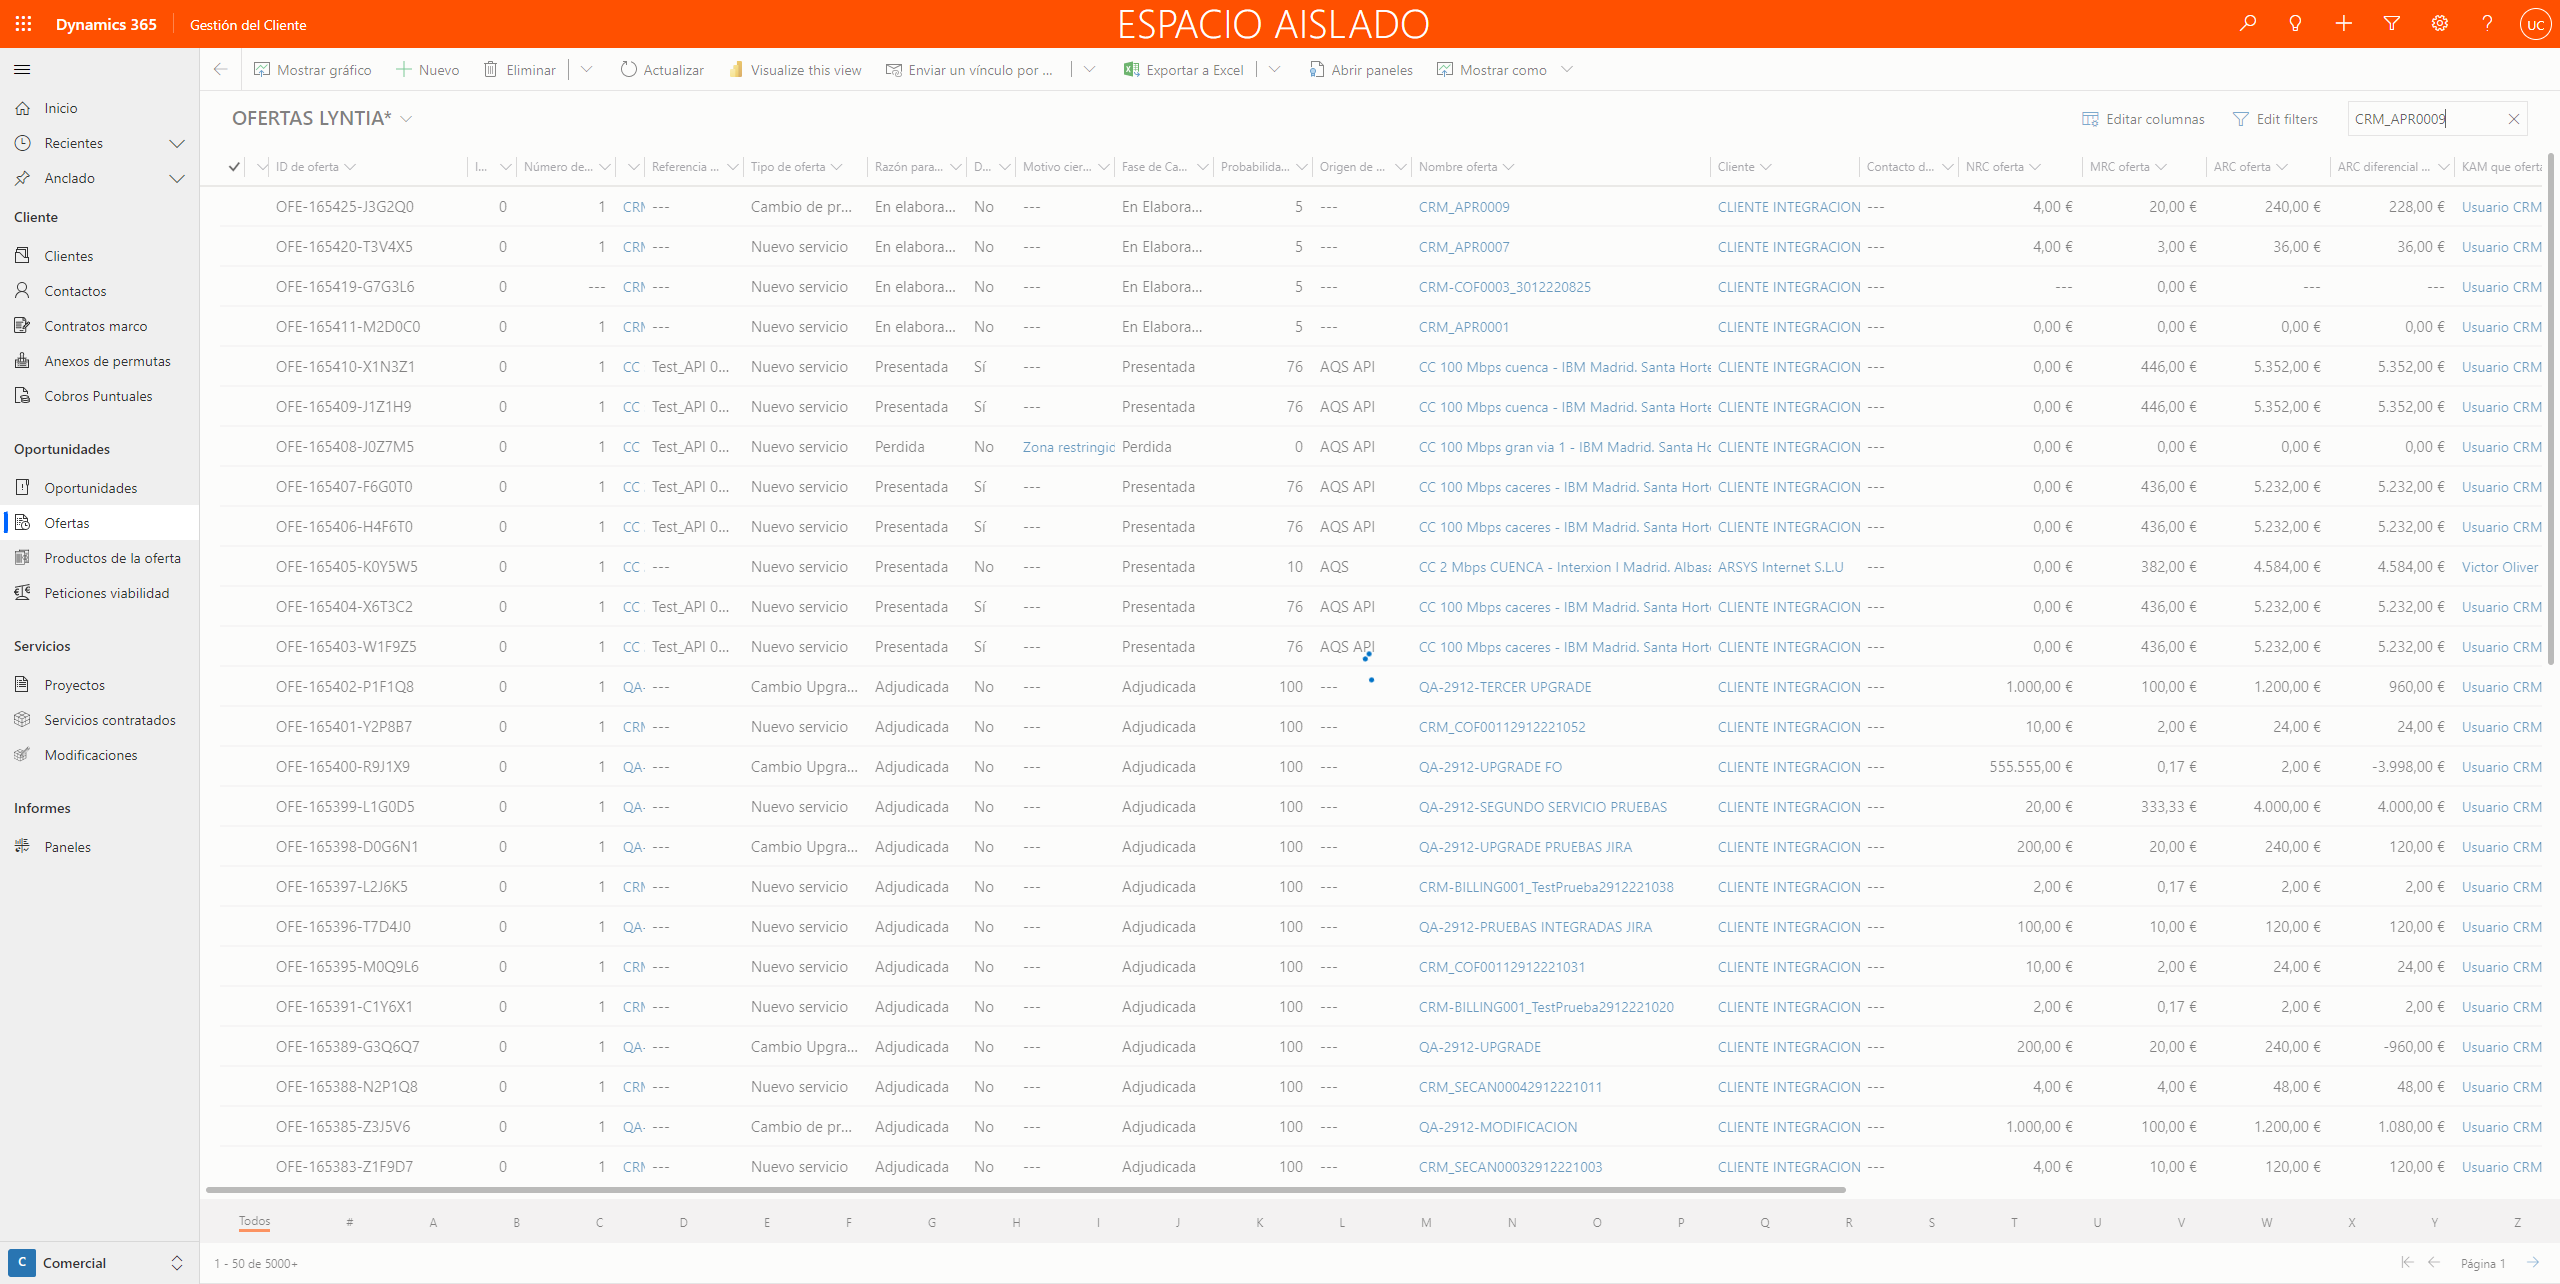 Dynamics 365
Gestión del Cliente
ESPACIO AISLADO
UC
Mostrar gráfico
Nuevo
Eliminar
Actualizar
Visualize this view
Enviar un vínculo por ...
Exportar a Excel
Abrir paneles
Mostrar como
Inicio
Recientes
Anclado
Cliente
Clientes
Contactos
Contratos marco
Anexos de permutas
Cobros Puntuales
Oportunidades
Oportunidades
Ofertas
Productos de la oferta
Peticiones viabilidad
Servicios
Proyectos
Servicios contratados
Modificaciones
Informes
Paneles
C Comercial
OFERTAS LYNTIA*
Editar columnas
Edit filters
CRM_APR0009
ID de oferta I... Número de... Referencia ... Tipo de oferta Razón para... D... Motivo cier... Fase de Ca... Probabilida... Origen de ... Nombre oferta Cliente Contacto d... NRC oferta MRC oferta ARC oferta ARC diferencial ... KAM que oferta
OFE-165425-J3G2Q0 0 1 CRM --- Cambio de pr... En elabora... No --- En Elabora... 5 --- CRM_APR0009 CLIENTE INTEGRACION --- 4,00 € 20,00 € 240,00 € 228,00 € Usuario CRM
OFE-165420-T3V4X5 0 1 CRM --- Nuevo servicio En elabora... No --- En Elabora... 5 --- CRM_APR0007 CLIENTE INTEGRACION --- 4,00 € 3,00 € 36,00 € 36,00 € Usuario CRM
OFE-165419-G7G3L6 0 --- CRM --- Nuevo servicio En elabora... No --- En Elabora... 5 --- CRM-COF0003_3012220825 CLIENTE INTEGRACION --- --- 0,00 € --- --- Usuario CRM
OFE-165411-M2D0C0 0 1 CRM --- Nuevo servicio En elabora... No --- En Elabora... 5 --- CRM_APR0001 CLIENTE INTEGRACION --- 0,00 € 0,00 € 0,00 € 0,00 € Usuario CRM
OFE-165410-X1N3Z1 0 1 CC Test_API 0... Nuevo servicio Presentada Sí --- Presentada 76 AQS API CC 100 Mbps cuenca - IBM Madrid. Santa Horte CLIENTE INTEGRACION --- 0,00 € 446,00 € 5.352,00 € 5.352,00 € Usuario CRM
OFE-165409-J1Z1H9 0 1 CC Test_API 0... Nuevo servicio Presentada Sí --- Presentada 76 AQS API CC 100 Mbps cuenca - IBM Madrid. Santa Horte CLIENTE INTEGRACION --- 0,00 € 446,00 € 5.352,00 € 5.352,00 € Usuario CRM
OFE-165408-J0Z7M5 0 1 CC Test_API 0... Nuevo servicio Perdida No Zona restringid Perdida 0 AQS API CC 100 Mbps gran via 1 - IBM Madrid. Santa Ho CLIENTE INTEGRACION --- 0,00 € 0,00 € 0,00 € 0,00 € Usuario CRM
OFE-165407-F6G0T0 0 1 CC Test_API 0... Nuevo servicio Presentada Sí --- Presentada 76 AQS API CC 100 Mbps caceres - IBM Madrid. Santa Horte CLIENTE INTEGRACION --- 0,00 € 436,00 € 5.232,00 € 5.232,00 € Usuario CRM
OFE-165406-H4F6T0 0 1 CC Test_API 0... Nuevo servicio Presentada Sí --- Presentada 76 AQS API CC 100 Mbps caceres - IBM Madrid. Santa Horte CLIENTE INTEGRACION --- 0,00 € 436,00 € 5.232,00 € 5.232,00 € Usuario CRM
OFE-165405-K0Y5W5 0 1 CC --- Nuevo servicio Presentada No --- Presentada 10 AQS CC 2 Mbps CUENCA - Interxion I Madrid. Albasa ARSYS Internet S.L.U --- 0,00 € 382,00 € 4.584,00 € 4.584,00 € Victor Oliver
OFE-165404-X6T3C2 0 1 CC Test_API 0... Nuevo servicio Presentada Sí --- Presentada 76 AQS API CC 100 Mbps caceres - IBM Madrid. Santa Horte CLIENTE INTEGRACION --- 0,00 € 436,00 € 5.232,00 € 5.232,00 € Usuario CRM
OFE-165403-W1F9Z5 0 1 CC Test_API 0... Nuevo servicio Presentada Sí --- Presentada 76 AQS API CC 100 Mbps caceres - IBM Madrid. Santa Horte CLIENTE INTEGRACION --- 0,00 € 436,00 € 5.232,00 € 5.232,00 € Usuario CRM
OFE-165402-P1F1Q8 0 1 QA- --- Cambio Upgra... Adjudicada No --- Adjudicada 100 --- QA-2912-TERCER UPGRADE CLIENTE INTEGRACION --- 1.000,00 € 100,00 € 1.200,00 € 960,00 € Usuario CRM
OFE-165401-Y2P8B7 0 1 CRM --- Nuevo servicio Adjudicada No --- Adjudicada 100 --- CRM_COF00112912221052 CLIENTE INTEGRACION --- 10,00 € 2,00 € 24,00 € 24,00 € Usuario CRM
OFE-165400-R9J1X9 0 1 QA- --- Cambio Upgra... Adjudicada No --- Adjudicada 100 --- QA-2912-UPGRADE FO CLIENTE INTEGRACION --- 555.555,00 € 0,17 € 2,00 € -3.998,00 € Usuario CRM
OFE-165399-L1G0D5 0 1 QA- --- Nuevo servicio Adjudicada No --- Adjudicada 100 --- QA-2912-SEGUNDO SERVICIO PRUEBAS CLIENTE INTEGRACION --- 20,00 € 333,33 € 4.000,00 € 4.000,00 € Usuario CRM
OFE-165398-D0G6N1 0 1 QA- --- Cambio Upgra... Adjudicada No --- Adjudicada 100 --- QA-2912-UPGRADE PRUEBAS JIRA CLIENTE INTEGRACION --- 200,00 € 20,00 € 240,00 € 120,00 € Usuario CRM
OFE-165397-L2J6K5 0 1 CRM --- Nuevo servicio Adjudicada No --- Adjudicada 100 --- CRM-BILLING001_TestPrueba2912221038 CLIENTE INTEGRACION --- 2,00 € 0,17 € 2,00 € 2,00 € Usuario CRM
OFE-165396-T7D4J0 0 1 QA- --- Nuevo servicio Adjudicada No --- Adjudicada 100 --- QA-2912-PRUEBAS INTEGRADAS JIRA CLIENTE INTEGRACION --- 100,00 € 10,00 € 120,00 € 120,00 € Usuario CRM
OFE-165395-M0Q9L6 0 1 CRM --- Nuevo servicio Adjudicada No --- Adjudicada 100 --- CRM_COF00112912221031 CLIENTE INTEGRACION --- 10,00 € 2,00 € 24,00 € 24,00 € Usuario CRM
OFE-165391-C1Y6X1 0 1 CRM --- Nuevo servicio Adjudicada No --- Adjudicada 100 --- CRM-BILLING001_TestPrueba2912221020 CLIENTE INTEGRACION --- 2,00 € 0,17 € 2,00 € 2,00 € Usuario CRM
OFE-165389-G3Q6Q7 0 1 QA- --- Cambio Upgra... Adjudicada No --- Adjudicada 100 --- QA-2912-UPGRADE CLIENTE INTEGRACION --- 200,00 € 20,00 € 240,00 € -960,00 € Usuario CRM
OFE-165388-N2P1Q8 0 1 CRM --- Nuevo servicio Adjudicada No --- Adjudicada 100 --- CRM_SECAN00042912221011 CLIENTE INTEGRACION --- 4,00 € 4,00 € 48,00 € 48,00 € Usuario CRM
OFE-165385-Z3J5V6 0 1 QA- --- Cambio de pr... Adjudicada No --- Adjudicada 100 --- QA-2912-MODIFICACION CLIENTE INTEGRACION --- 1.000,00 € 100,00 € 1.200,00 € 1.080,00 € Usuario CRM
OFE-165383-Z1F9D7 0 1 CRM --- Nuevo servicio Adjudicada No --- Adjudicada 100 --- CRM_SECAN00032912221003 CLIENTE INTEGRACION --- 4,00 € 10,00 € 120,00 € 120,00 € Usuario CRM
Todos # A B C D E F G H I J K L M N O P Q R S T U V W X Y Z
1 - 50 de 5000+
Página 1